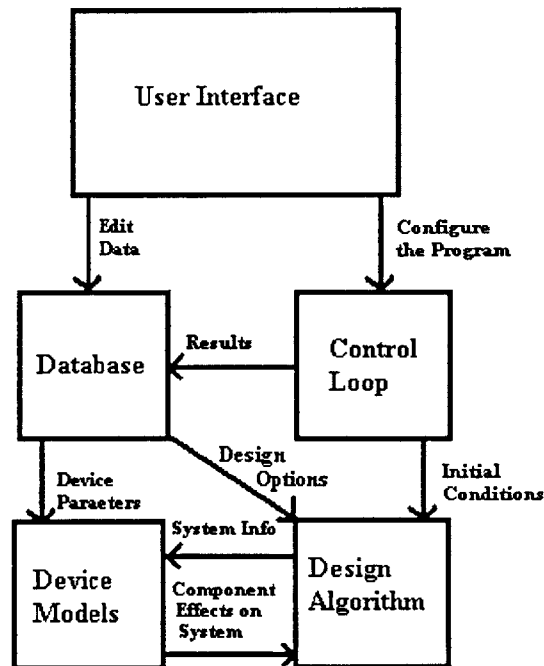 User Interface
Edit
Data
Configure
the Program
Database
Results
Control
Loop
Design
Options
Device
Paraeters
Initial
Conditions
System Info
Device
Models
Component
Effects on
System
Design
Algorithm